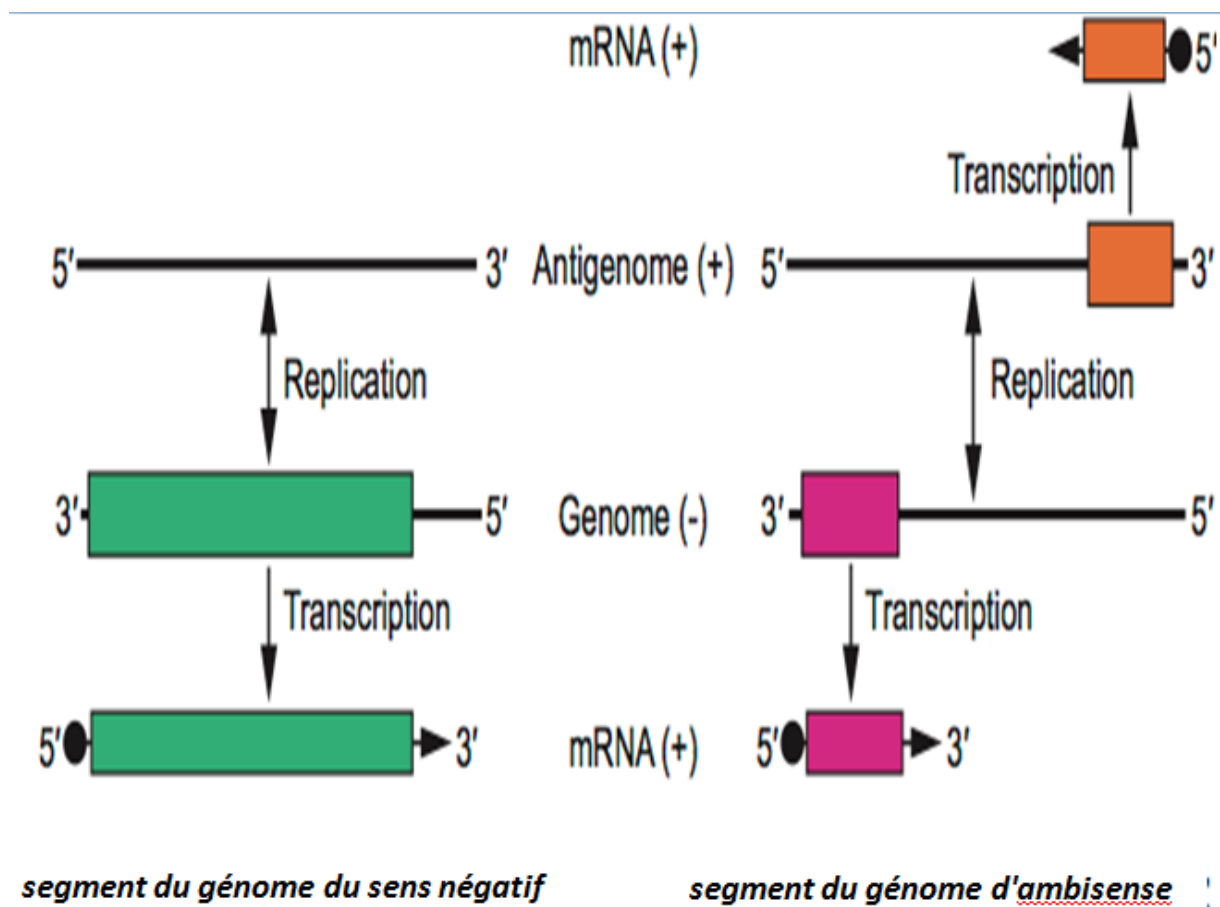 mRNA (+) 5′
Transcription
5′ 3′ Antigenome (+) 5′ 3′
Replication Replication
3′ 5′ Genome (-) 3′ 5′
Transcription Transcription
5′ 3′ mRNA (+) 5′ 3′
segment du génome du sens négatif segment du génome d'ambisense :